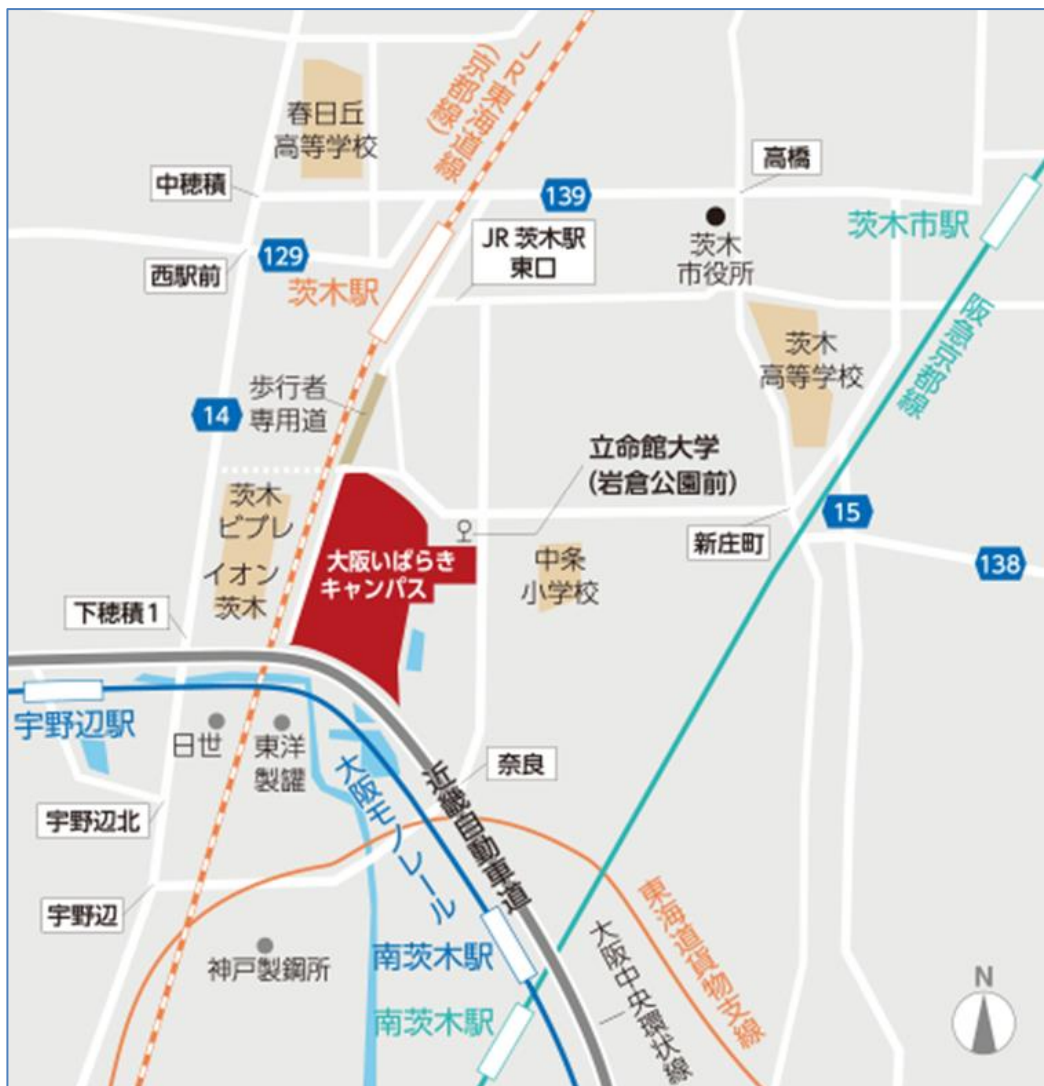 JR東海道線
(京都線)
春日丘
高等学校
高橋
中穂積
139
茨木市駅
JR 茨木駅
東口
茨木
市役所
129
西駅前
茨木駅
阪急京都線
茨木
高等学校
歩行者
専用道
14
立命館大学
(岩倉公園前)
茨木
ビブレ
イオン
茨木
15
新庄町
大阪いばらき
キャンパス
中条
小学校
138
下穂積1
宇野辺駅
日世
東洋
製罐
奈良
近畿自動車道
大阪モノレール
宇野辺北
宇野辺
東海道貨物支線
神戸製鋼所
南茨木駅
大阪中央環状線
南茨木駅
N